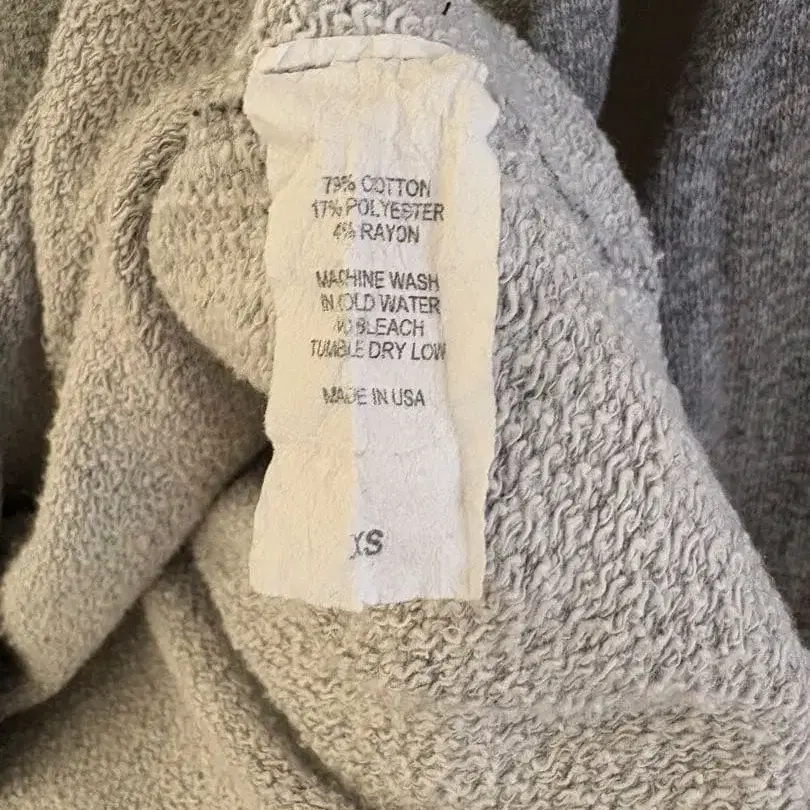 79% COTTON
17% POLYESTER
4% RAYON
MACHINE WASH
IN COLD WATER
NO BLEACH
TUMBLE DRY LOW
MADE IN USA
XS